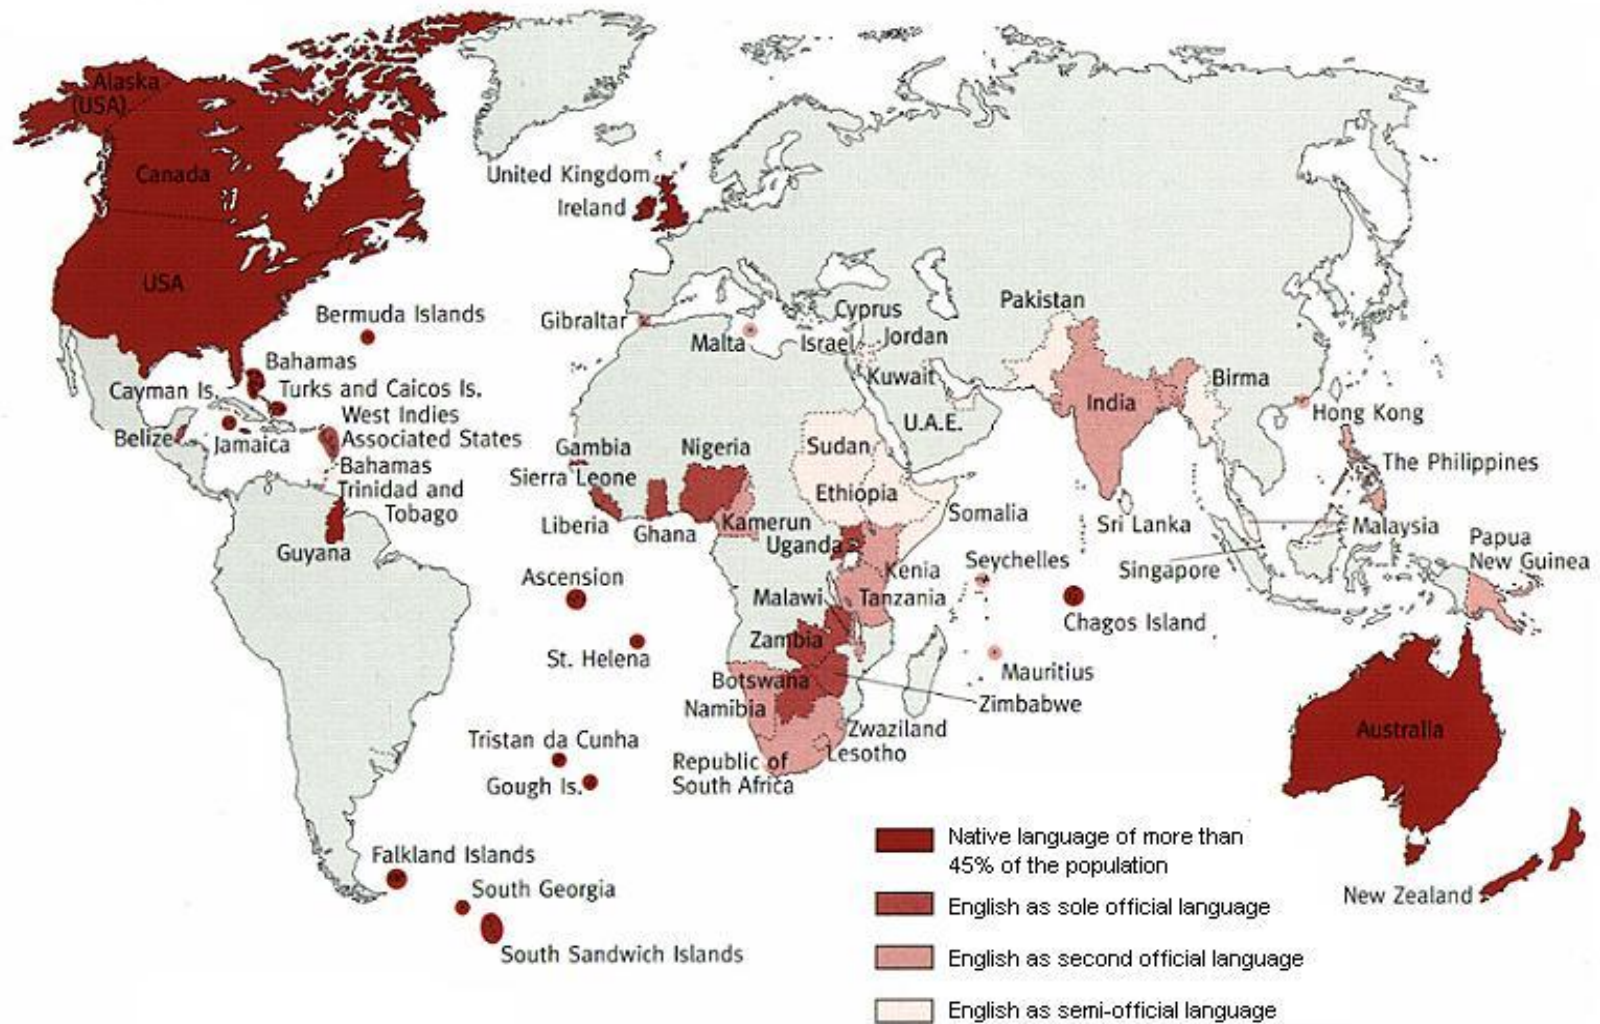 Alaska
(USA)
Canada
USA
United Kingdom
Ireland
Bermuda Islands
Bahamas
Cayman Is.
Turks and Caicos Is.
West Indies
Associated States
Belize
Jamaica
Bahamas
Trinidad and
Tobago
Guyana
Gibraltar
Malta
Cyprus
Israel
Jordan
Kuwait
U.A.E.
Pakistan
India
Birma
Hong Kong
The Philippines
Sri Lanka
Malaysia
Singapore
Papua
New Guinea
Gambia
Sierra Leone
Liberia
Ghana
Nigeria
Kamerun
Sudan
Ethiopia
Somalia
Uganda
Kenia
Tanzania
Seychelles
Chagos Island
Mauritius
Malawi
Zambia
Botswana
Namibia
Zimbabwe
Zwaziland
Lesotho
Republic of
South Africa
Ascension
St. Helena
Tristan da Cunha
Gough Is.
Falkland Islands
South Georgia
South Sandwich Islands
Australia
New Zealand
Native language of more than
45% of the population
English as sole official language
English as second official language
English as semi-official language